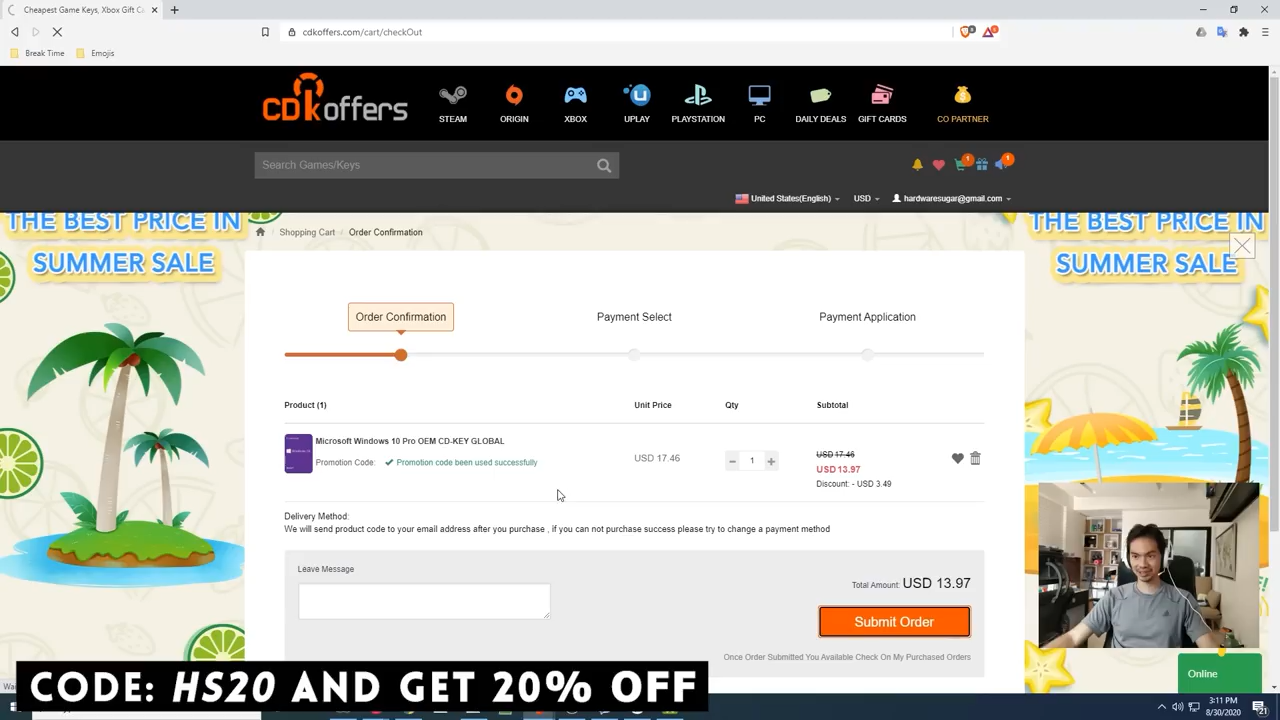 Cheapest Game Keys, Xbox Gift C
cdkoffers.com/cart/checkOut
Break Time
Emojis
cdkoffers
STEAM
ORIGIN
XBOX
UPLAY
PLAYSTATION
PC
DAILY DEALS
GIFT CARDS
CO PARTNER
Search Games/Keys
1
1
United States(English)
USD
hardwaresugar@gmail.com
THE BEST PRICE IN
SUMMER SALE
THE BEST PRICE IN
SUMMER SALE
Shopping Cart
Order Confirmation
Order Confirmation
Payment Select
Payment Application
Product (1)
Unit Price
Qty
Subtotal
Microsoft Windows 10 Pro OEM CD-KEY GLOBAL
Promotion Code:
Promotion code been used successfully
USD 17.46
1
USD 17.46
USD 13.97
Discount: - USD 3.49
Delivery Method:
We will send product code to your email address after you purchase , if you can not purchase success please try to change a payment method
Leave Message
Total Amount: USD 13.97
Submit Order
Once Order Submitted You Available Check On My Purchased Orders
CODE: HS20 AND GET 20% OFF
Online
3:11 PM
8/30/2020
21